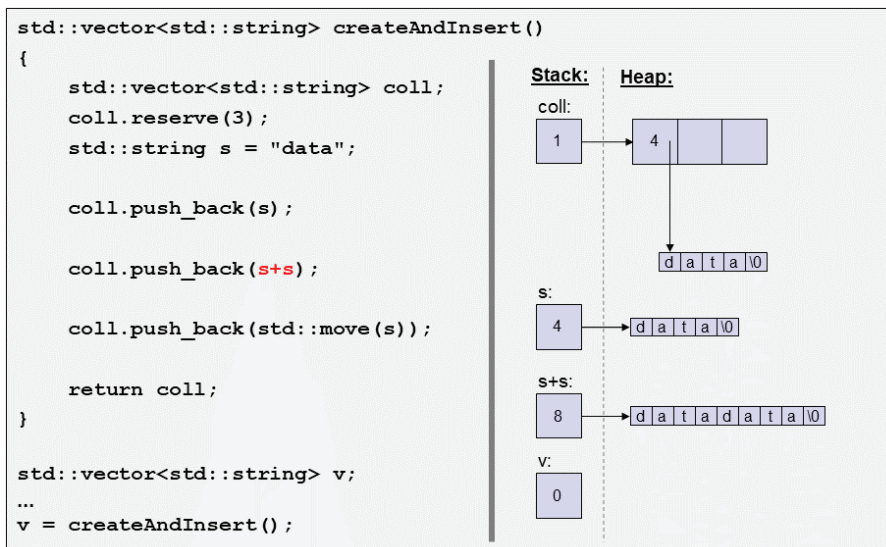 std::vector<std::string> createAndInsert()
{
std::vector<std::string> coll;
coll.reserve(3);
std::string s = "data";
coll.push_back(s);
coll.push_back(s+s);
coll.push_back(std::move(s));
return coll;
}
std::vector<std::string> v;
...
v = createAndInsert();
Stack: Heap:
coll:
1 4
d a t a \0
s:
4 d a t a \0
s+s:
8 d a t a d a t a \0
v:
0